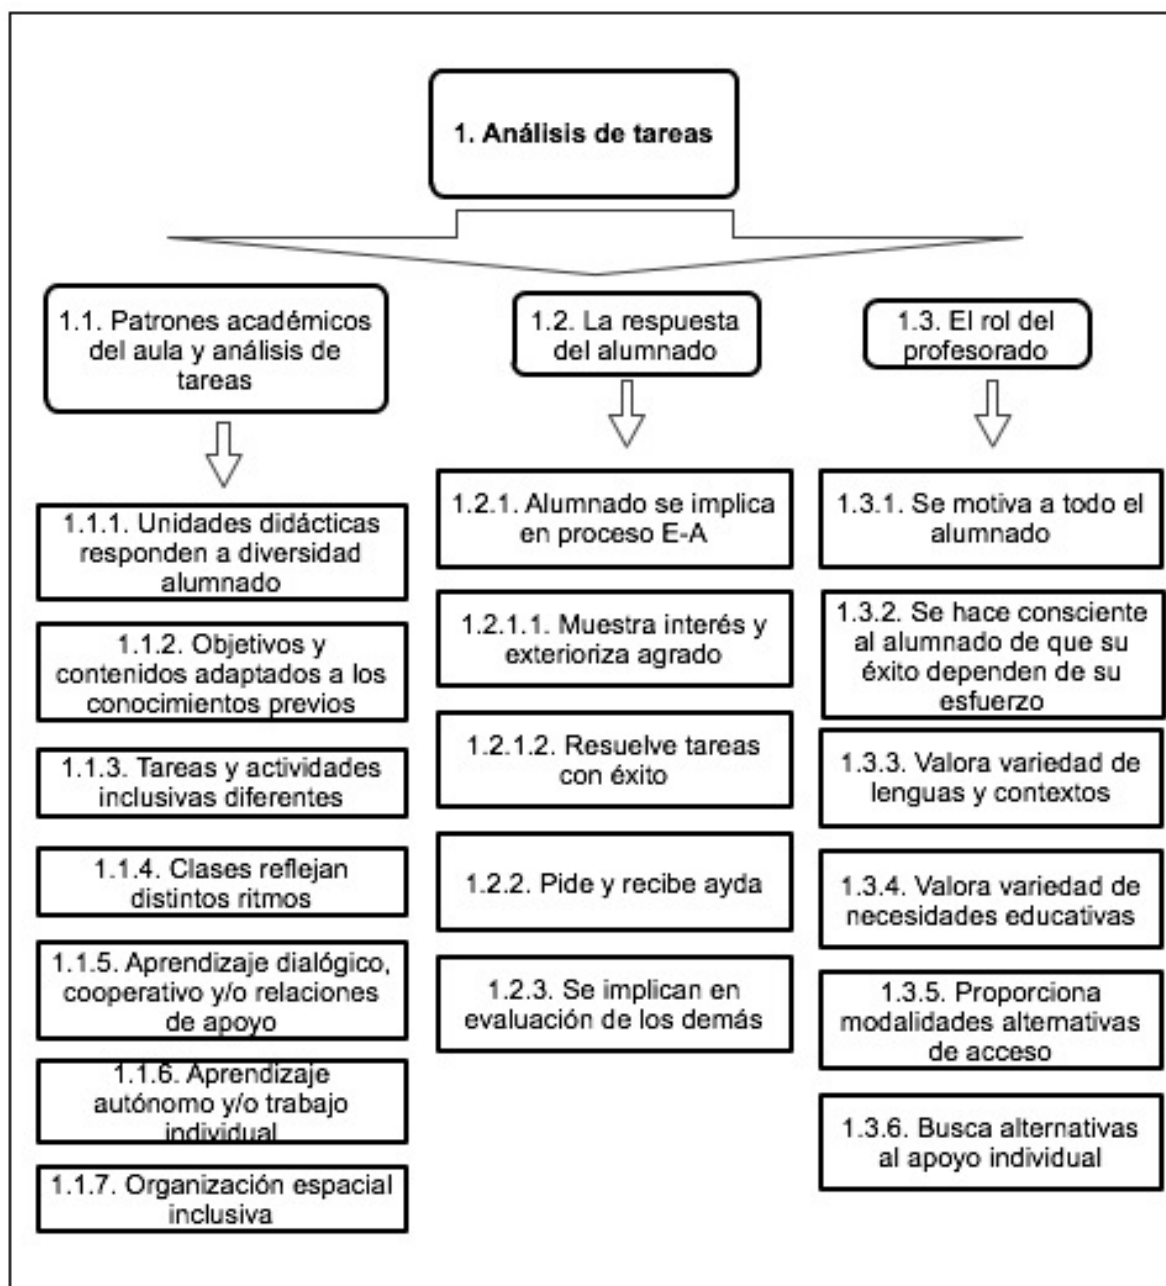 1. Análisis de tareas
1.1. Patrones académicos
del aula y análisis de
tareas
1.1.1. Unidades didácticas
responden a diversidad
alumnado
1.1.2. Objetivos y
contenidos adaptados a los
conocimientos previos
1.1.3. Tareas y actividades
inclusivas diferentes
1.1.4. Clases reflejan
distintos ritmos
1.1.5. Aprendizaje dialógico,
cooperativo y/o relaciones
de apoyo
1.1.6. Aprendizaje
autónomo y/o trabajo
individual
1.1.7. Organización espacial
inclusiva
1.2. La respuesta
del alumnado
1.2.1. Alumnado se implica
en proceso E-A
1.2.1.1. Muestra interés y
exterioriza agrado
1.2.1.2. Resuelve tareas
con éxito
1.2.2. Pide y recibe ayda
1.2.3. Se implican en
evaluación de los demás
1.3. El rol del
profesorado
1.3.1. Se motiva a todo el
alumnado
1.3.2. Se hace consciente
al alumnado de que su
éxito dependen de su
esfuerzo
1.3.3. Valora variedad de
lenguas y contextos
1.3.4. Valora variedad de
necesidades educativas
1.3.5. Proporciona
modalidades alternativas
de acceso
1.3.6. Busca alternativas
al apoyo individual